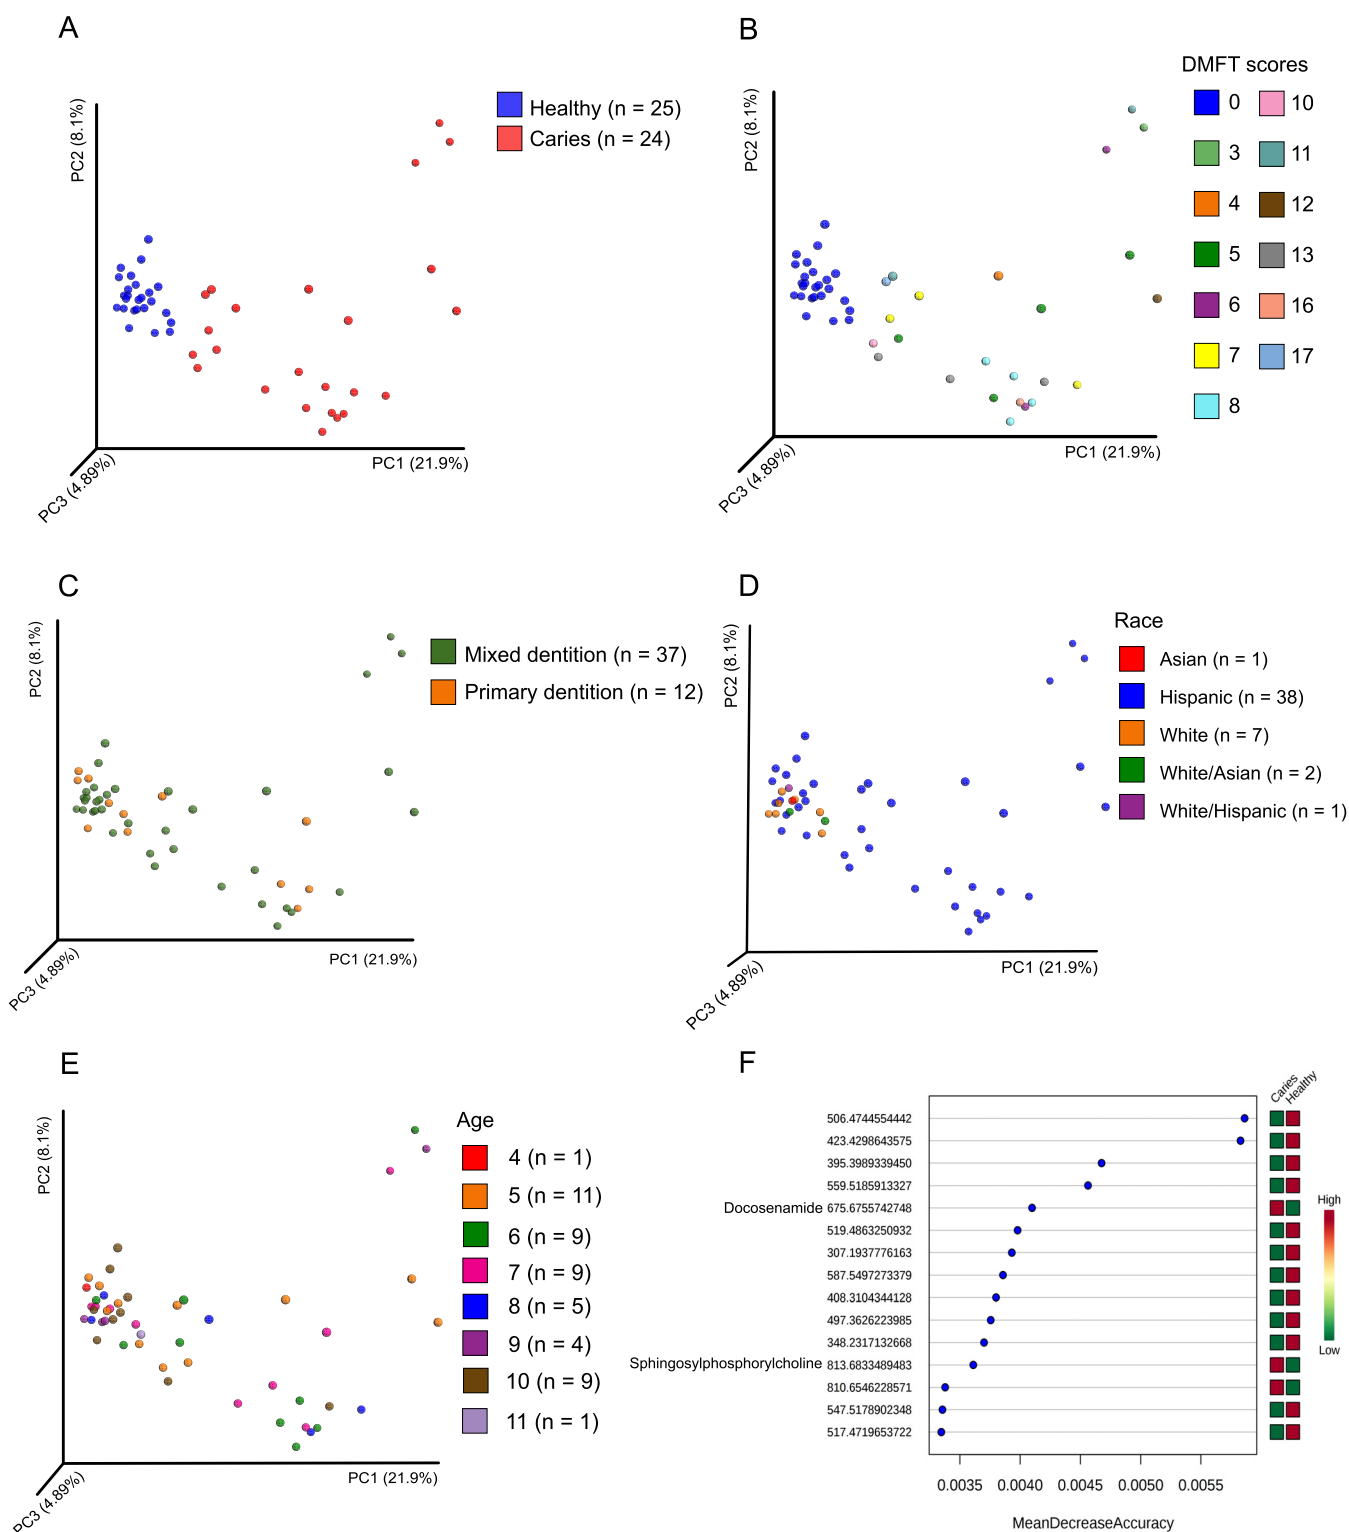 A
PC2 (8.1%)
Healthy (n = 25)
Caries (n = 24)
PC1 (21.9%)
PC3 (4.89%)
B
PC2 (8.1%)
DMFT scores
0 10
3 11
4 12
5 13
6 16
7 17
8
PC1 (21.9%)
PC3 (4.89%)
C
PC2 (8.1%)
Mixed dentition (n = 37)
Primary dentition (n = 12)
PC1 (21.9%)
PC3 (4.89%)
D
PC2 (8.1%)
Race
Asian (n = 1)
Hispanic (n = 38)
White (n = 7)
White/Asian (n = 2)
White/Hispanic (n = 1)
PC1 (21.9%)
PC3 (4.89%)
E
PC2 (8.1%)
Age
4 (n = 1)
5 (n = 11)
6 (n = 9)
7 (n = 9)
8 (n = 5)
9 (n = 4)
10 (n = 9)
11 (n = 1)
PC1 (21.9%)
PC3 (4.89%)
F
Caries
Healthy
506.4744554442
423.4298643575
395.3989339450
559.5185913327
Docosenamide 675.6755742748
519.4863250932
307.1937776163
587.5497273379
408.3104344128
497.3626223985
348.2317132668
Sphingosylphosphorylcholine 813.6833489483
810.6546228571
547.5178902348
517.4719653722
High
Low
0.0035 0.0040 0.0045 0.0050 0.0055
MeanDecreaseAccuracy